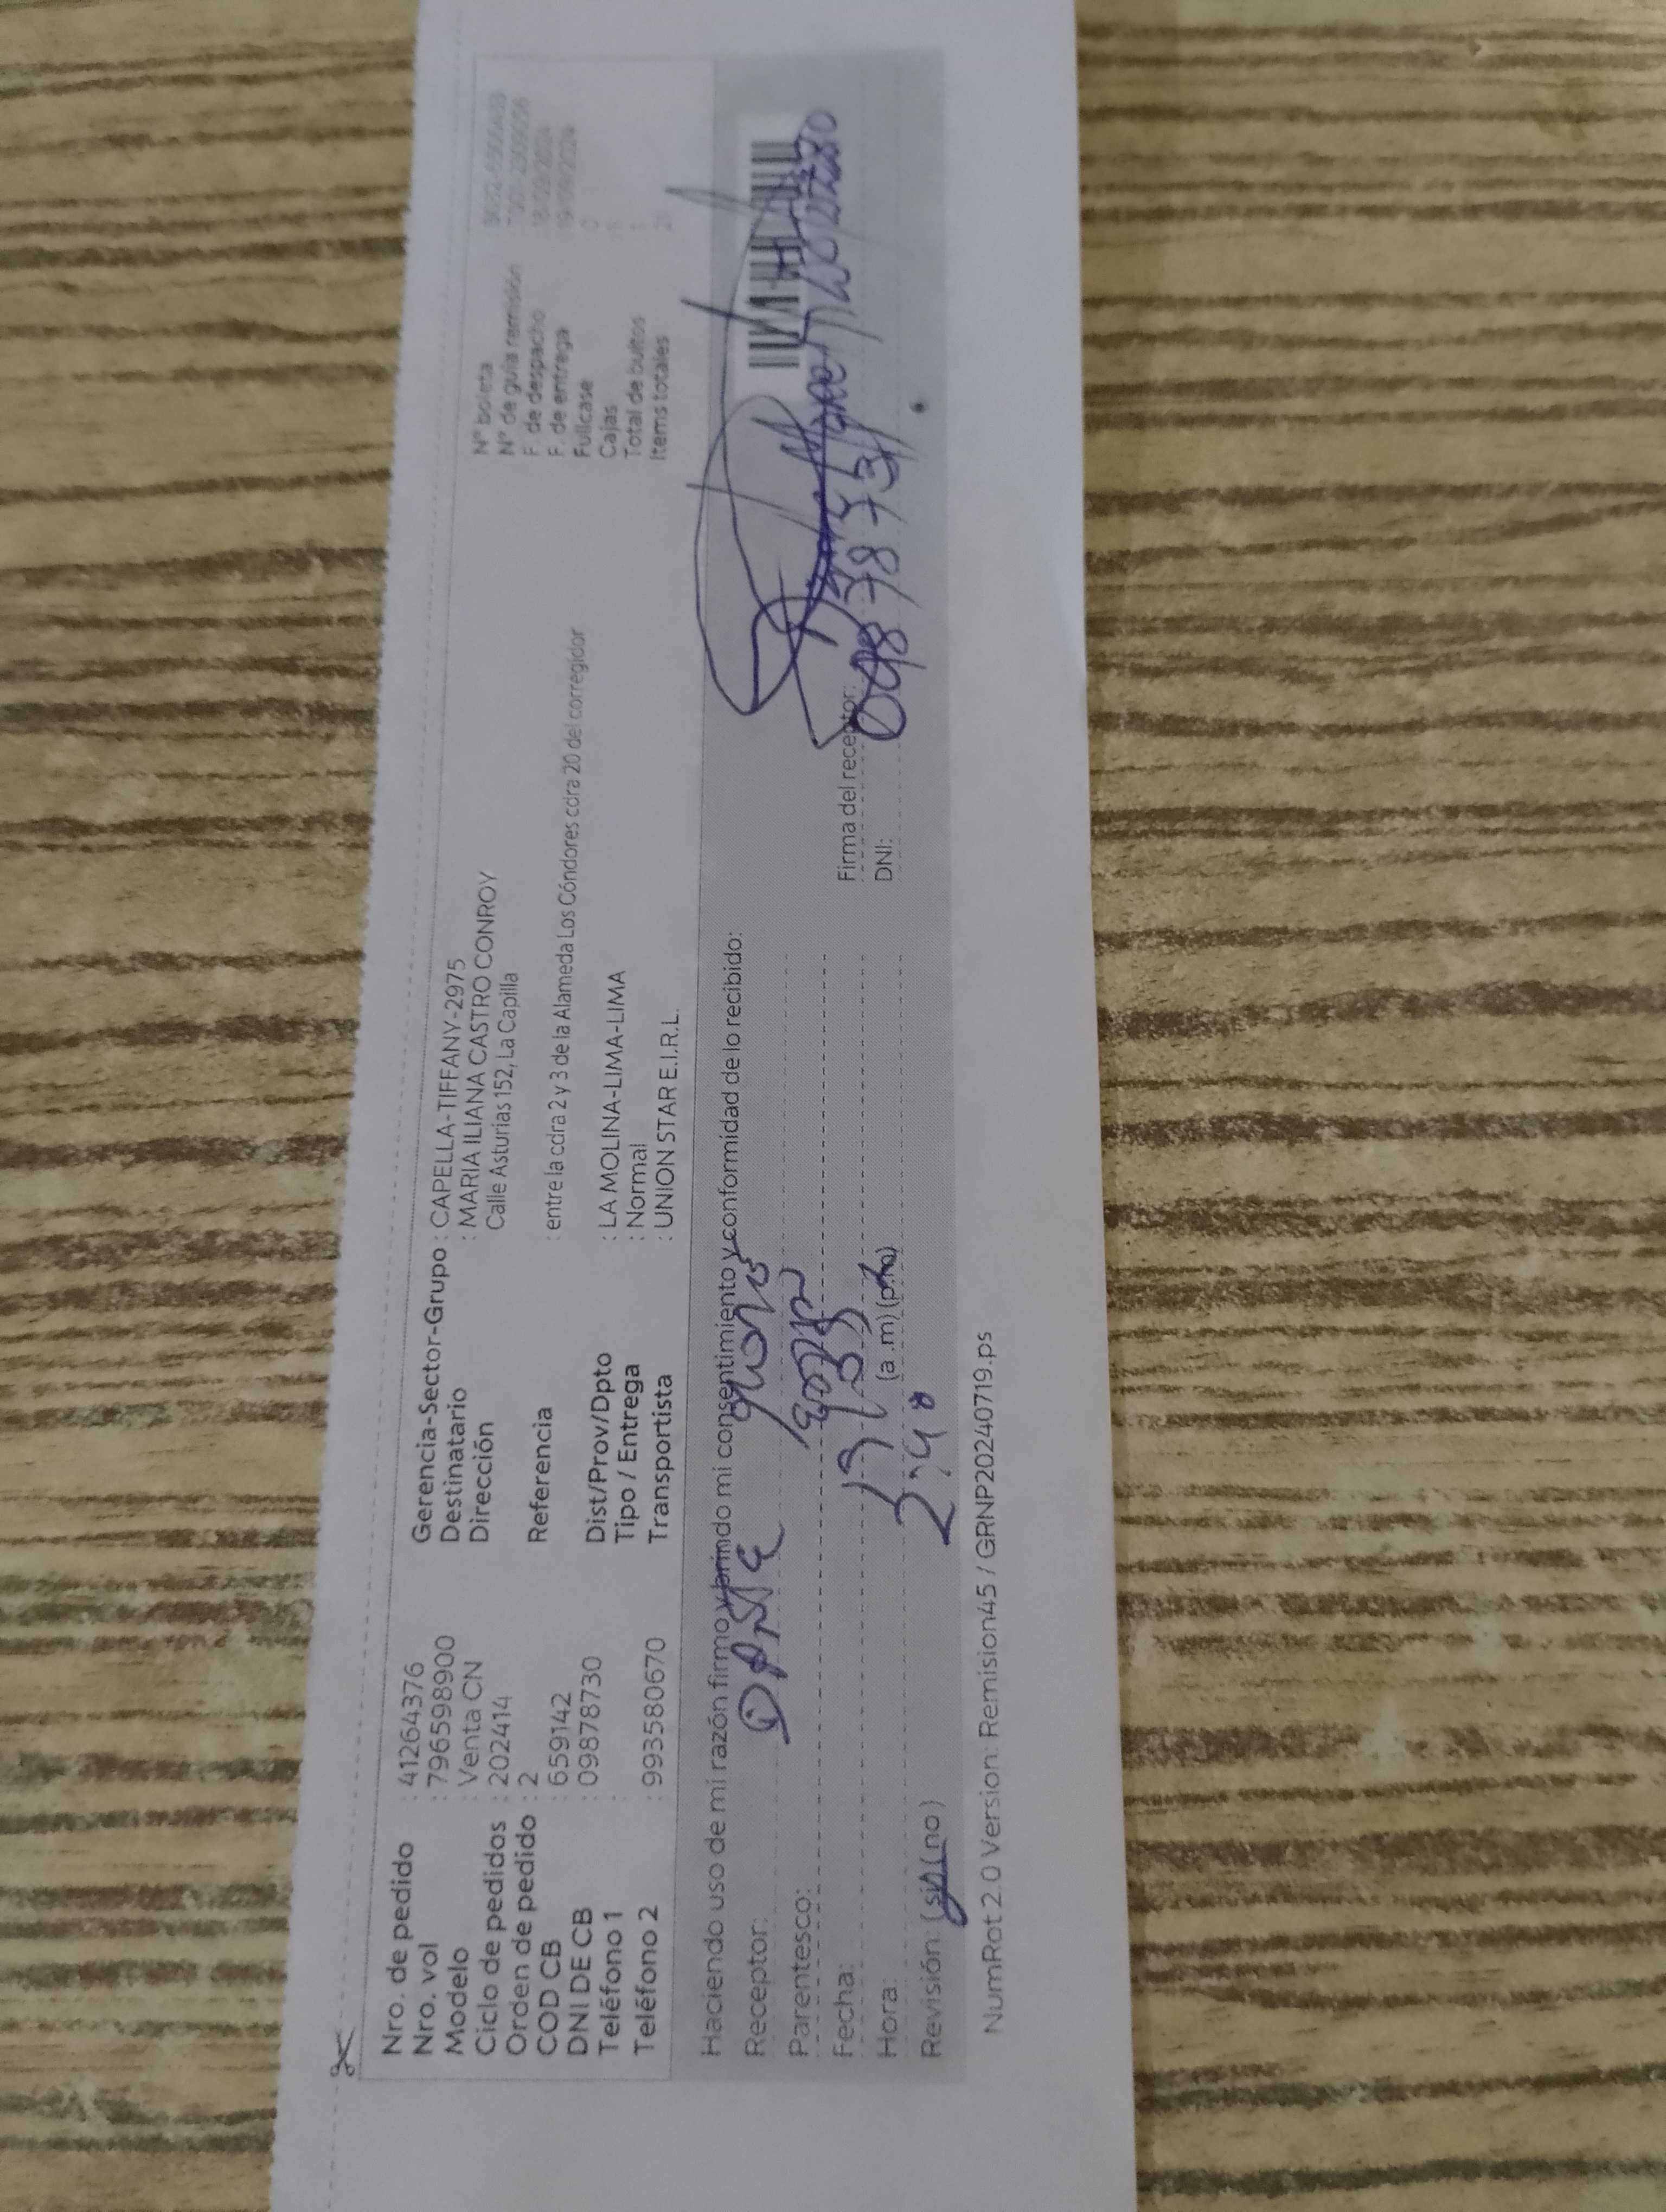 Nro. de pedido : 41264376
Nro. vol : 796598900
Modelo : Venta CN
Ciclo de pedidos : 202414
Orden de pedido : 2
COD CB : 659142
DNI DE CB : 09878730
Teléfono 1 :
Teléfono 2 : 993580670
Gerencia-Sector-Grupo : CAPELLA-TIFFANY-2975
Destinatario : MARIA ILIANA CASTRO CONROY
Dirección Calle Asturias 152, La Capilla
Referencia : entre la cdra 2 y 3 de la Alameda Los Cóndores cdra 20 del corregidor
Dist/Prov/Dpto : LA MOLINA-LIMA-LIMA
Tipo / Entrega : Normal
Transportista : UNION STAR E.I.R.L.
N° boleta
N° de guía remisión
F. de despacho
F. de entrega
Fullcase
Cajas
Total de bultos
Items totales
Haciendo uso de mi razón firmo y brindo mi consentimiento y conformidad de lo recibido:
Receptor:
Parentesco:
Fecha:
Hora: 2:40 (a.m) (p.m)
Revisión: (si) (no)
Firma del receptor:
DNI:
NumRot 2.0 Version: Remision45 / GRNP20240719.ps